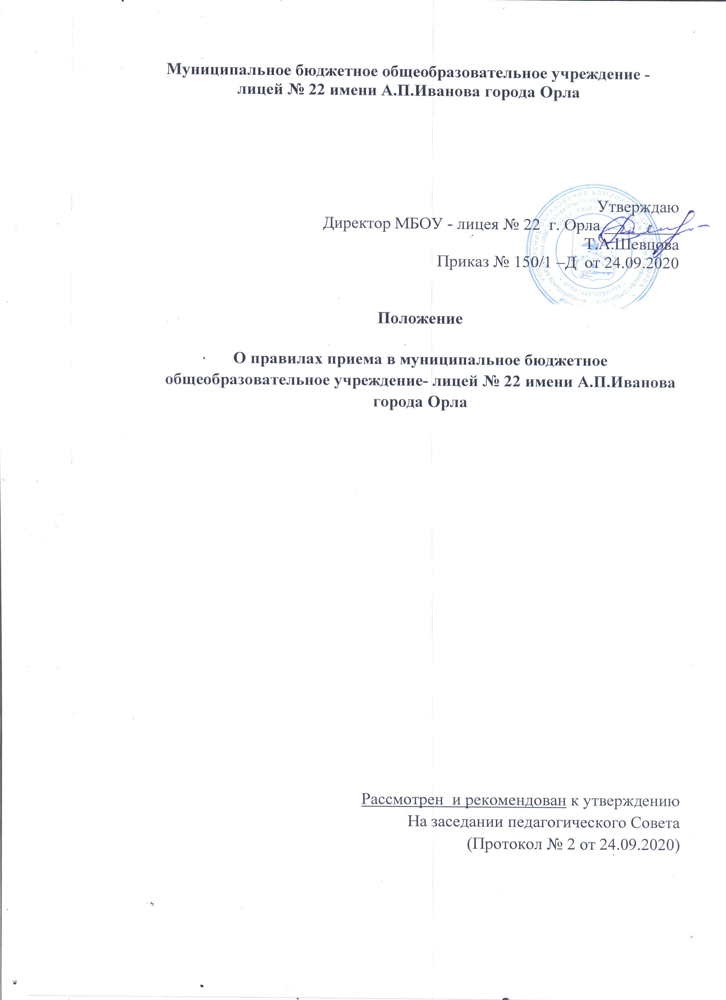 Муниципальное бюджетное общеобразовательное учреждение -
лицей № 22 имени А.П.Иванова города Орла
Утверждаю
Директор МБОУ - лицея № 22 г. Орла
Т.А.Шевцова
Приказ № 150/1 –Д от 24.09.2020
Положение
О правилах приема в муниципальное бюджетное
общеобразовательное учреждение- лицей № 22 имени А.П.Иванова
города Орла
Рассмотрен и рекомендован к утверждению
На заседании педагогического Совета
(Протокол № 2 от 24.09.2020)